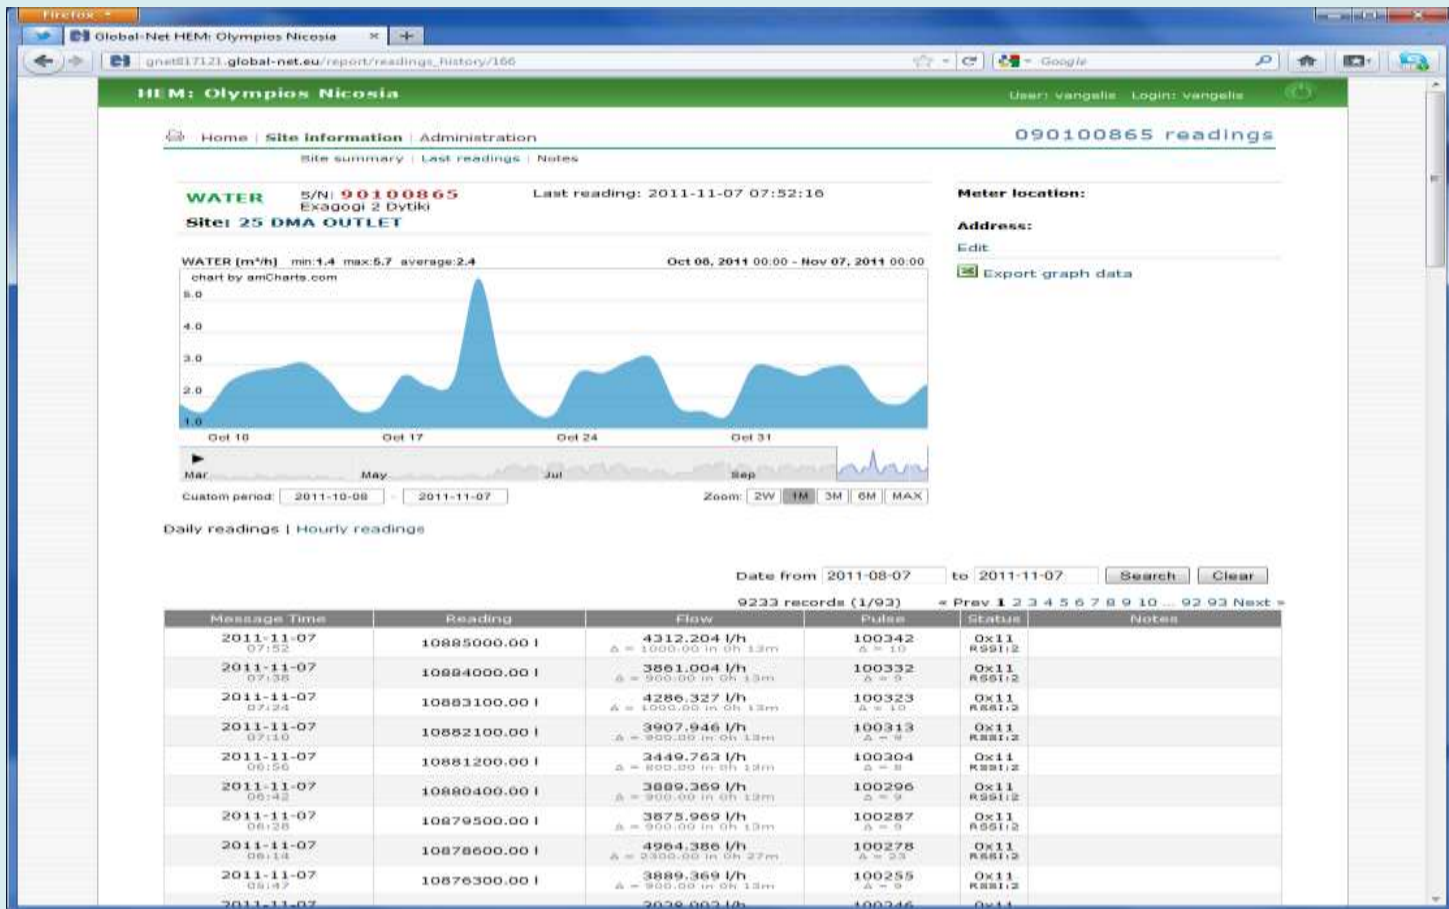 Firefox
Global-Net HEM: Olympios Nicosia
gnet817121.global-net.eu/report/readings_history/166
Google
HEM: Olympios Nicosia
User: vangelis Login: vangelis
Home | Site information | Administration
090100865 readings
Site summary | Last readings | Notes
WATER S/N: 90100865 Last reading: 2011-11-07 07:52:16
Exagogi 2 Dytiki
Site: 25 DMA OUTLET
Meter location:
Address:
Edit
Export graph data
WATER (m³/h) min:1.4 max:5.7 average:2.4 Oct 08, 2011 00:00 - Nov 07, 2011 00:00
chart by amCharts.com
5.0
4.0
3.0
2.0
1.0
Oct 10 Oct 17 Oct 24 Oct 31
Mar May Jul Sep
Custom period: 2011-10-08 - 2011-11-07 Zoom: 2W 1M 3M 6M MAX
Daily readings | Hourly readings
Date from 2011-08-07 to 2011-11-07 Search Clear
9233 records (1/93) « Prev 1 2 3 4 5 6 7 8 9 10 ... 92 93 Next »
Message Time Reading Flow Pulse Status Notes
2011-11-07 10885000.00 l 4312.204 l/h 100342 0x11
07:52 Δ = 1000.00 in 0h 13m Δ = 10 RSSI:2
2011-11-07 10884000.00 l 3861.004 l/h 100332 0x11
07:38 Δ = 900.00 in 0h 13m Δ = 9 RSSI:2
2011-11-07 10883100.00 l 4286.327 l/h 100323 0x11
07:24 Δ = 1000.00 in 0h 13m Δ = 10 RSSI:2
2011-11-07 10882100.00 l 3907.946 l/h 100313 0x11
07:10 Δ = 900.00 in 0h 13m Δ = 9 RSSI:2
2011-11-07 10881200.00 l 3449.763 l/h 100304 0x11
06:56 Δ = 800.00 in 0h 13m Δ = 8 RSSI:2
2011-11-07 10880400.00 l 3889.369 l/h 100296 0x11
06:42 Δ = 900.00 in 0h 13m Δ = 9 RSSI:2
2011-11-07 10879500.00 l 3875.969 l/h 100287 0x11
06:28 Δ = 900.00 in 0h 13m Δ = 9 RSSI:2
2011-11-07 10878600.00 l 4964.386 l/h 100278 0x11
06:14 Δ = 2300.00 in 0h 27m Δ = 23 RSSI:2
2011-11-07 10876300.00 l 3889.369 l/h 100255 0x11
05:47 Δ = 900.00 in 0h 13m Δ = 9 RSSI:2
2011-11-07 100246 0x11